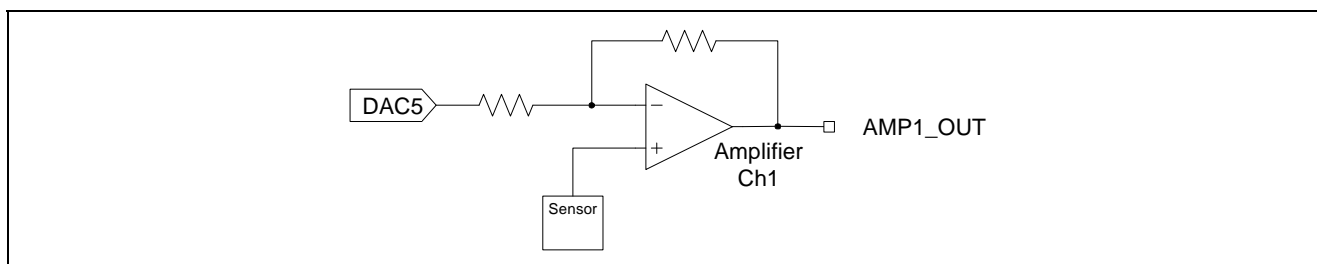 DAC5
−
+
Amplifier
Ch1
AMP1_OUT
Sensor